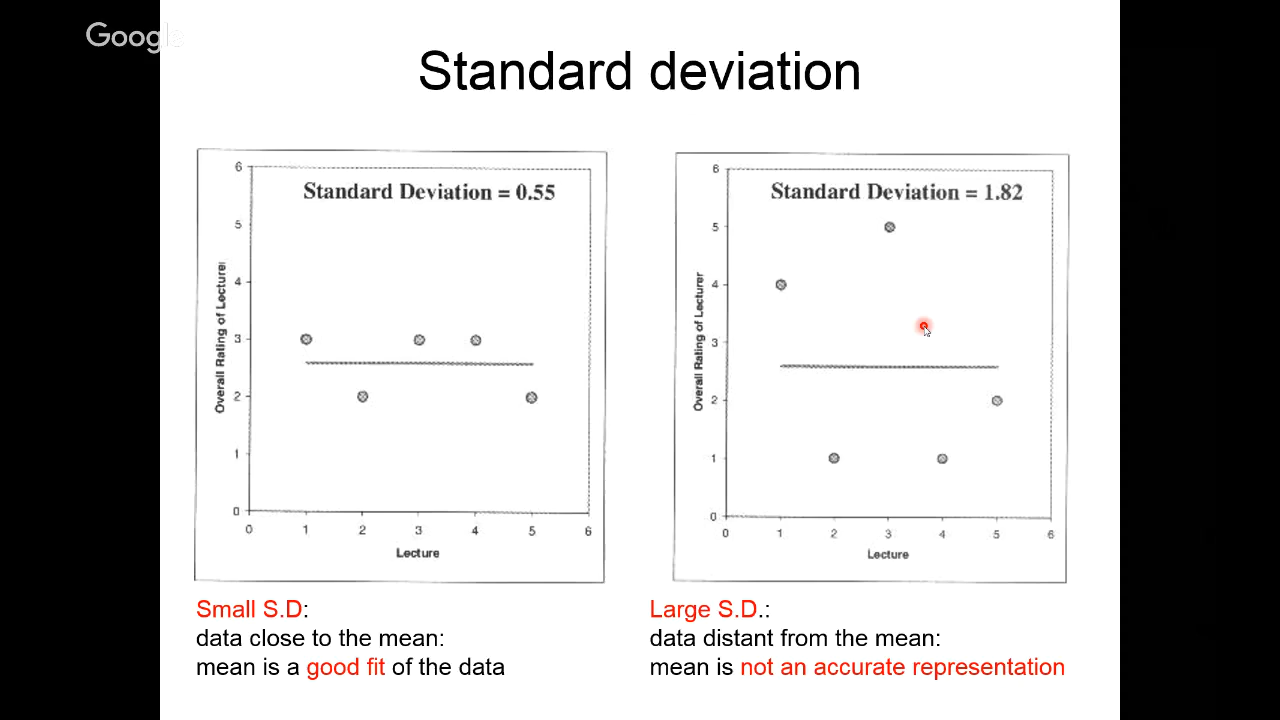 Google
Standard deviation
Standard Deviation = 0.55
6
5
4
3
2
1
0
0 1 2 3 4 5 6
Overall Rating of Lecturer
Lecture
Standard Deviation = 1.82
6
5
4
3
2
1
0
0 1 2 3 4 5 6
Overall Rating of Lecturer
Lecture
Small S.D:
data close to the mean:
mean is a good fit of the data
Large S.D.:
data distant from the mean:
mean is not an accurate representation